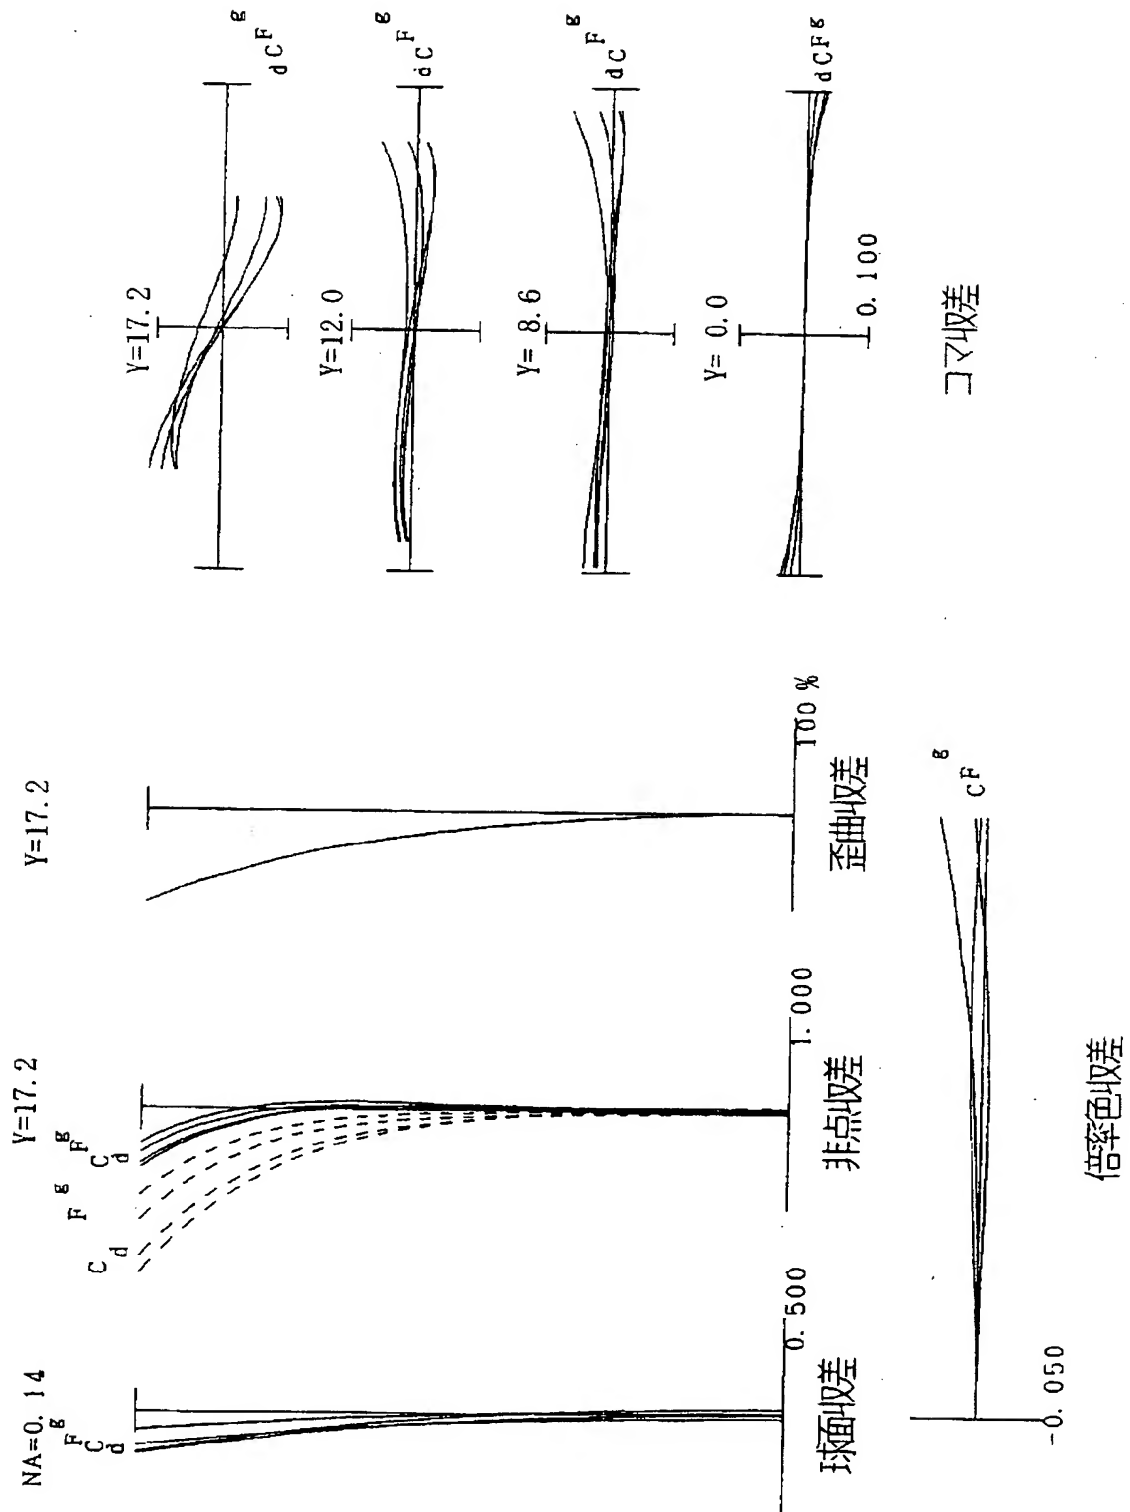 NA=0.14
g
F
C
d
0.500
球面収差
Y=17.2
C
d
F
g
C
d
F
g
1.000
非点収差
Y=17.2
100%
歪曲収差
Y=17.2
d C F g
Y=12.0
d C F g
Y= 8.6
d C F g
Y= 0.0
d C F g
0.100
コマ収差
g
C F
-0.050
倍率色収差